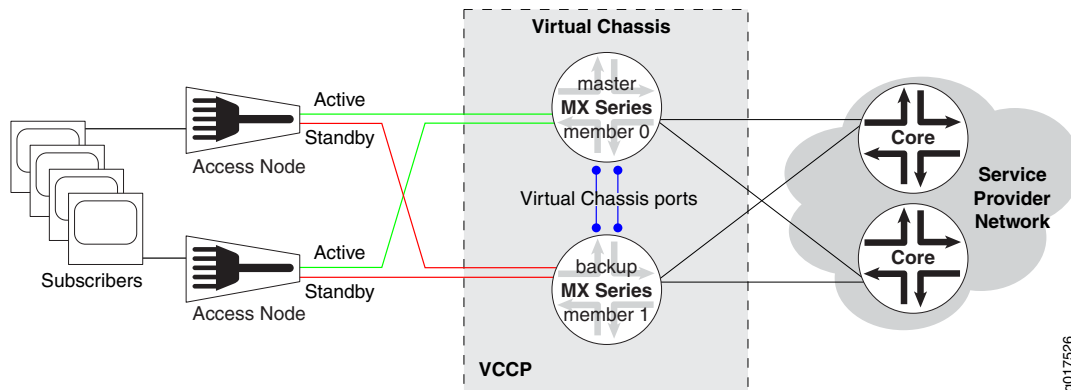 Virtual Chassis
master
MX Series
member 0
Active
Standby
Access Node
Core
Service
Provider
Network
Virtual Chassis ports
Subscribers
Active
Standby
Access Node
backup
MX Series
member 1
Core
VCCP
g017526